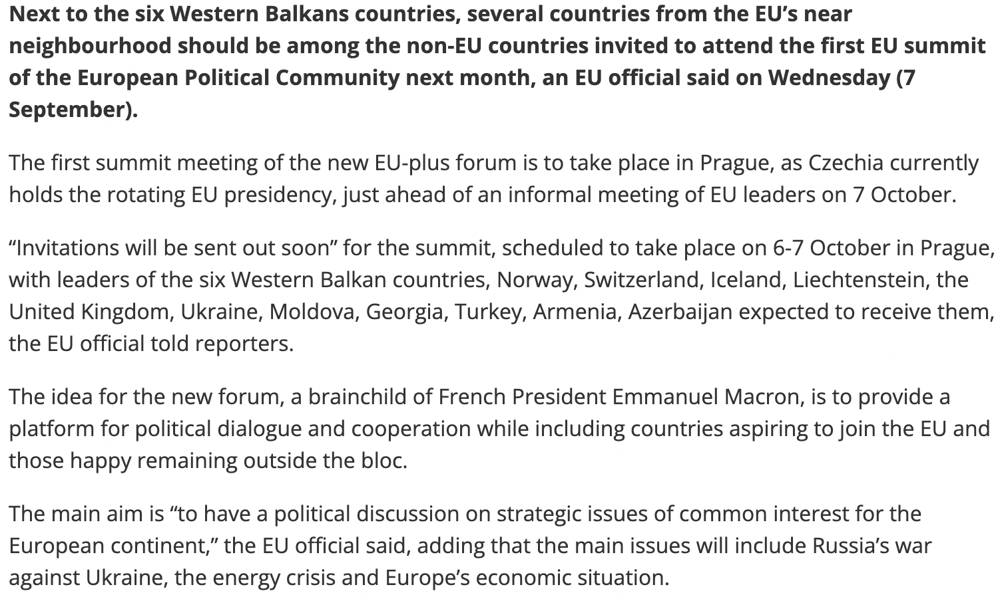 Next to the six Western Balkans countries, several countries from the EU’s near
neighbourhood should be among the non-EU countries invited to attend the first EU summit
of the European Political Community next month, an EU official said on Wednesday (7
September).
The first summit meeting of the new EU-plus forum is to take place in Prague, as Czechia currently
holds the rotating EU presidency, just ahead of an informal meeting of EU leaders on 7 October.
“Invitations will be sent out soon” for the summit, scheduled to take place on 6-7 October in Prague,
with leaders of the six Western Balkan countries, Norway, Switzerland, Iceland, Liechtenstein, the
United Kingdom, Ukraine, Moldova, Georgia, Turkey, Armenia, Azerbaijan expected to receive them,
the EU official told reporters.
The idea for the new forum, a brainchild of French President Emmanuel Macron, is to provide a
platform for political dialogue and cooperation while including countries aspiring to join the EU and
those happy remaining outside the bloc.
The main aim is “to have a political discussion on strategic issues of common interest for the
European continent,” the EU official said, adding that the main issues will include Russia’s war
against Ukraine, the energy crisis and Europe’s economic situation.